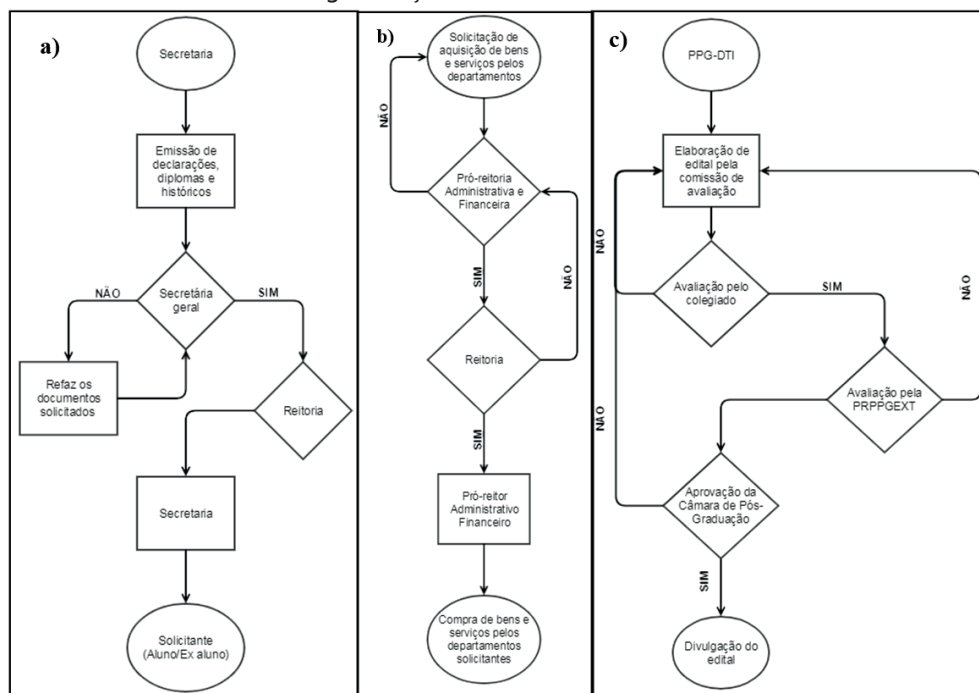 a)
Secretaria
Emissão de
declarações,
diplomas e
históricos
Secretária
geral
NÃO
SIM
Refaz os
documentos
solicitados
Reitoria
Secretaria
Solicitante
(Aluno/Ex aluno)
b)
Solicitação de
aquisição de bens
e serviços pelos
departamentos
NÃO
Pró-reitoria
Administrativa e
Financeira
SIM
NÃO
Reitoria
SIM
Pró-reitor
Administrativo
Financeiro
Compra de bens e
serviços pelos
departamentos
solicitantes
c)
PPG-DTI
Elaboração de
edital pela
comissão de
avaliação
NÃO
Avaliação pelo
colegiado
SIM
NÃO
Avaliação pela
PRPPGEXT
NÃO
Aprovação da
Câmara de Pós-
Graduação
SIM
Divulgação do
edital